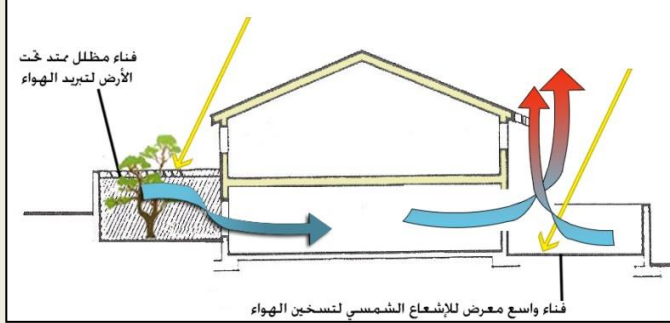 فناء مظلل ممتد تحت
الأرض لتبريد الهواء
فناء واسع معرض للإشعاع الشمسي لتسخين الهواء